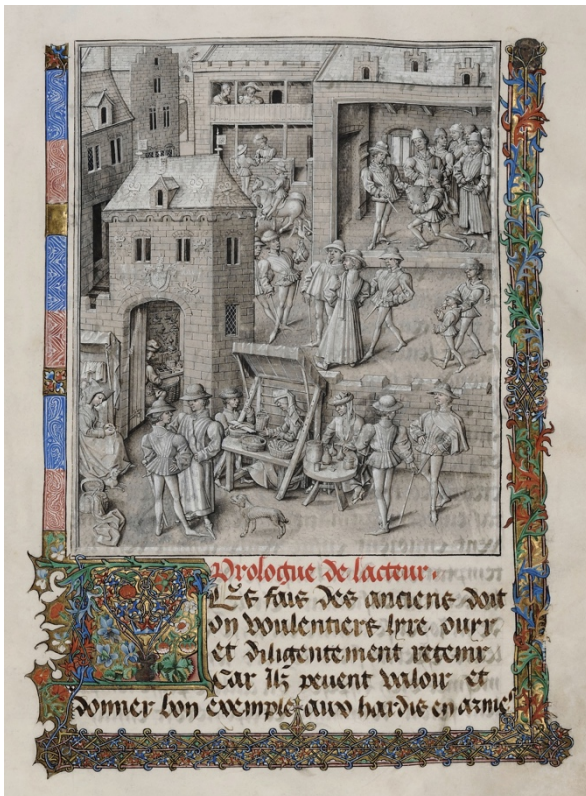 Prologue de lacteur.
Les fais des anciens doit
on voulentiers lyre ouyr
et diligentement retenir
Car ilz peuent valoir et
donner bon exemple aux hardis en arme